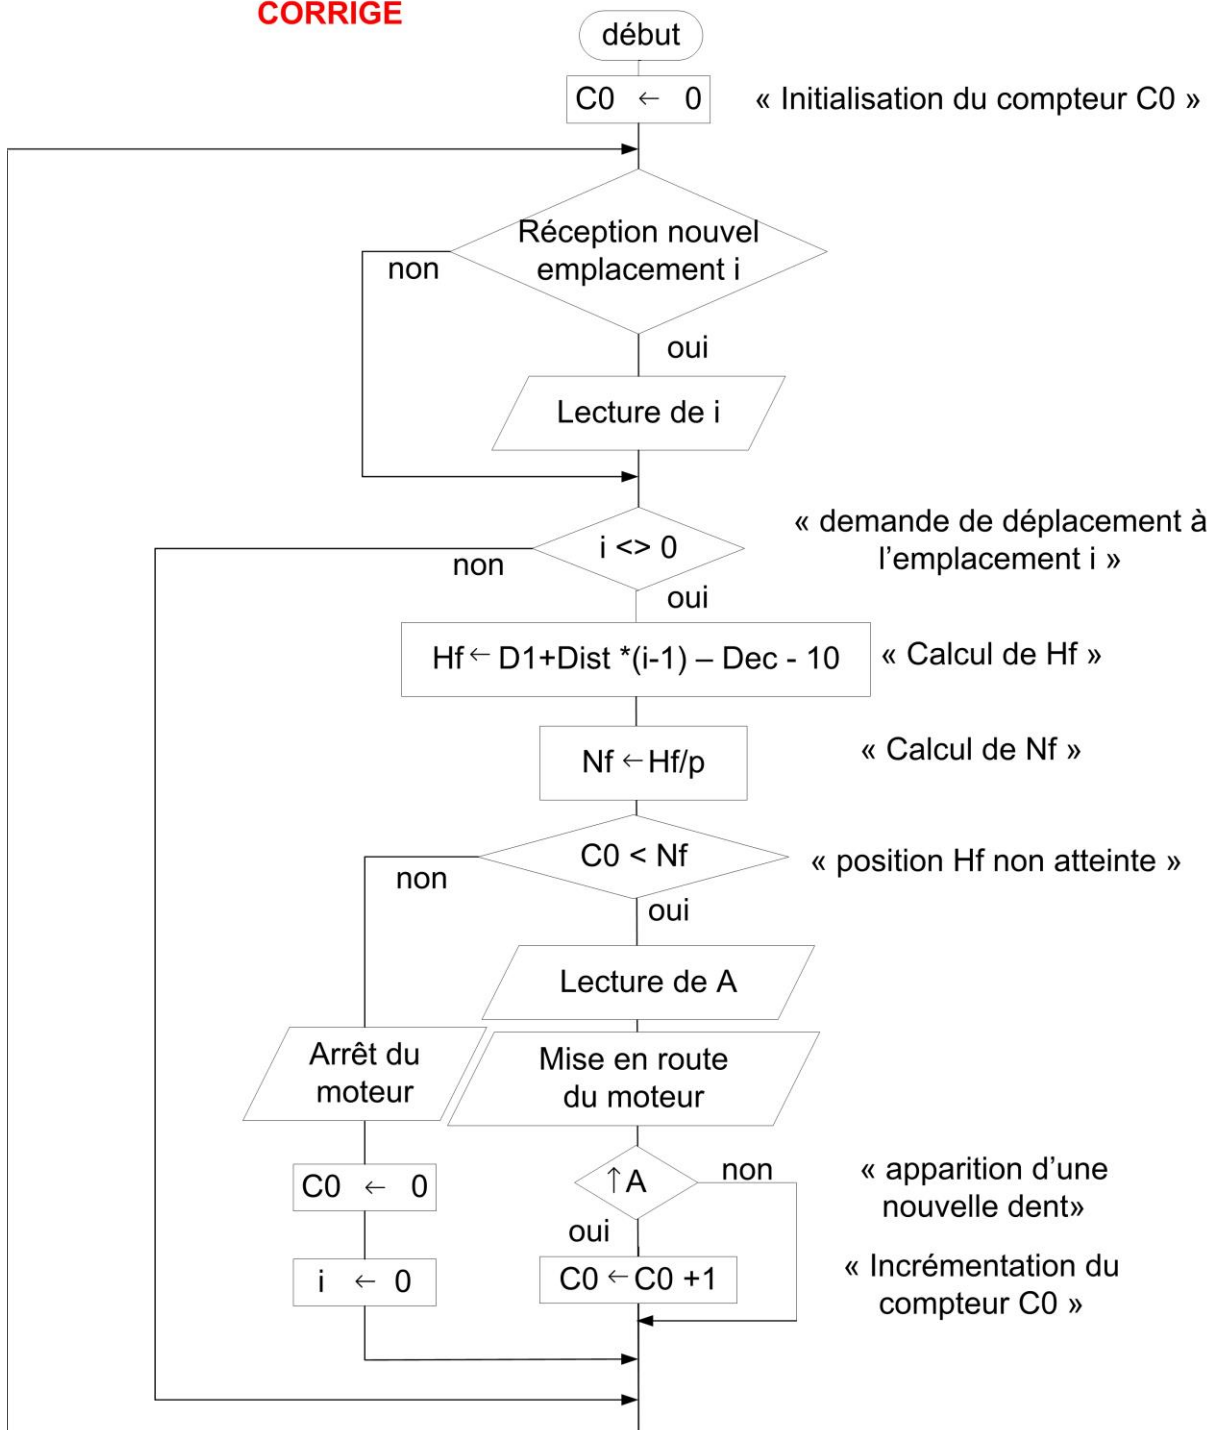 CORRIGE
début
C0 ← 0
« Initialisation du compteur C0 »
Réception nouvel
emplacement i
non
oui
Lecture de i
« demande de déplacement à
l'emplacement i »
i <> 0
non
oui
Hf ← D1+Dist *(i-1) – Dec - 10
« Calcul de Hf »
Nf ← Hf/p
« Calcul de Nf »
C0 < Nf
« position Hf non atteinte »
non
oui
Lecture de A
Arrêt du
moteur
Mise en route
du moteur
C0 ← 0
↑A
non
« apparition d'une
nouvelle dent»
oui
i ← 0
C0 ← C0 +1
« Incrémentation du
compteur C0 »